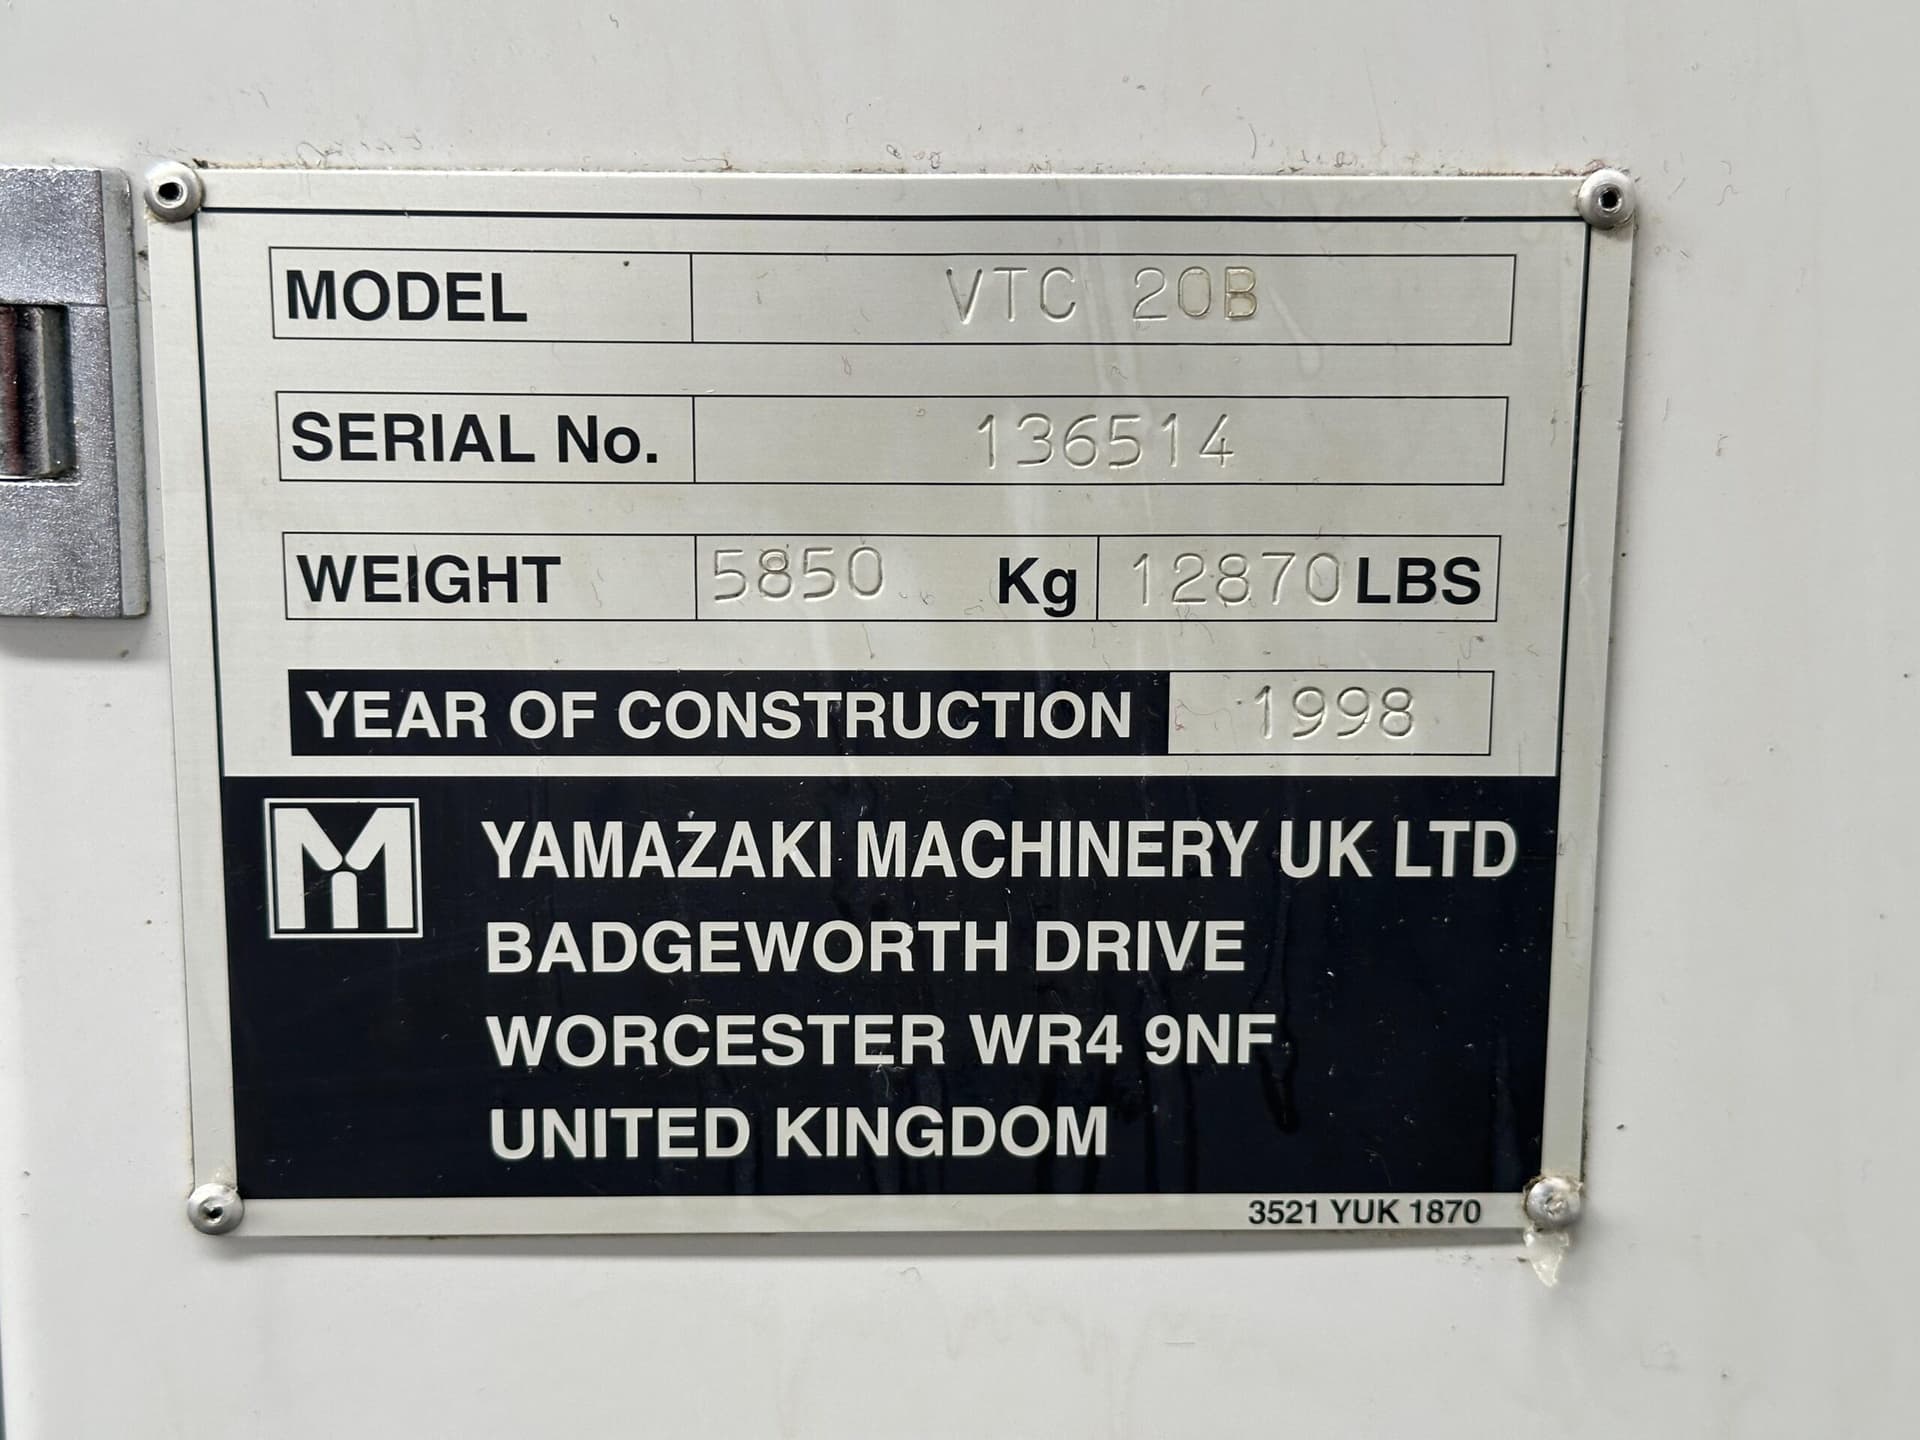 MODEL VTC 20B
SERIAL No. 136514
WEIGHT 5850 Kg 12870 LBS
YEAR OF CONSTRUCTION 1998
YAMAZAKI MACHINERY UK LTD
BADGEWORTH DRIVE
WORCESTER WR4 9NF
UNITED KINGDOM
3521 YUK 1870